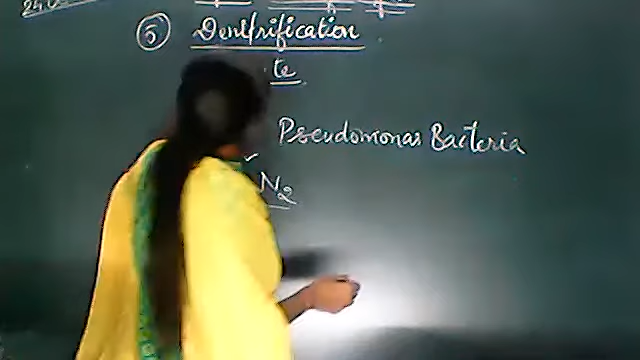 5 Denitrification
te
Pseudomonas Bacteria
N2